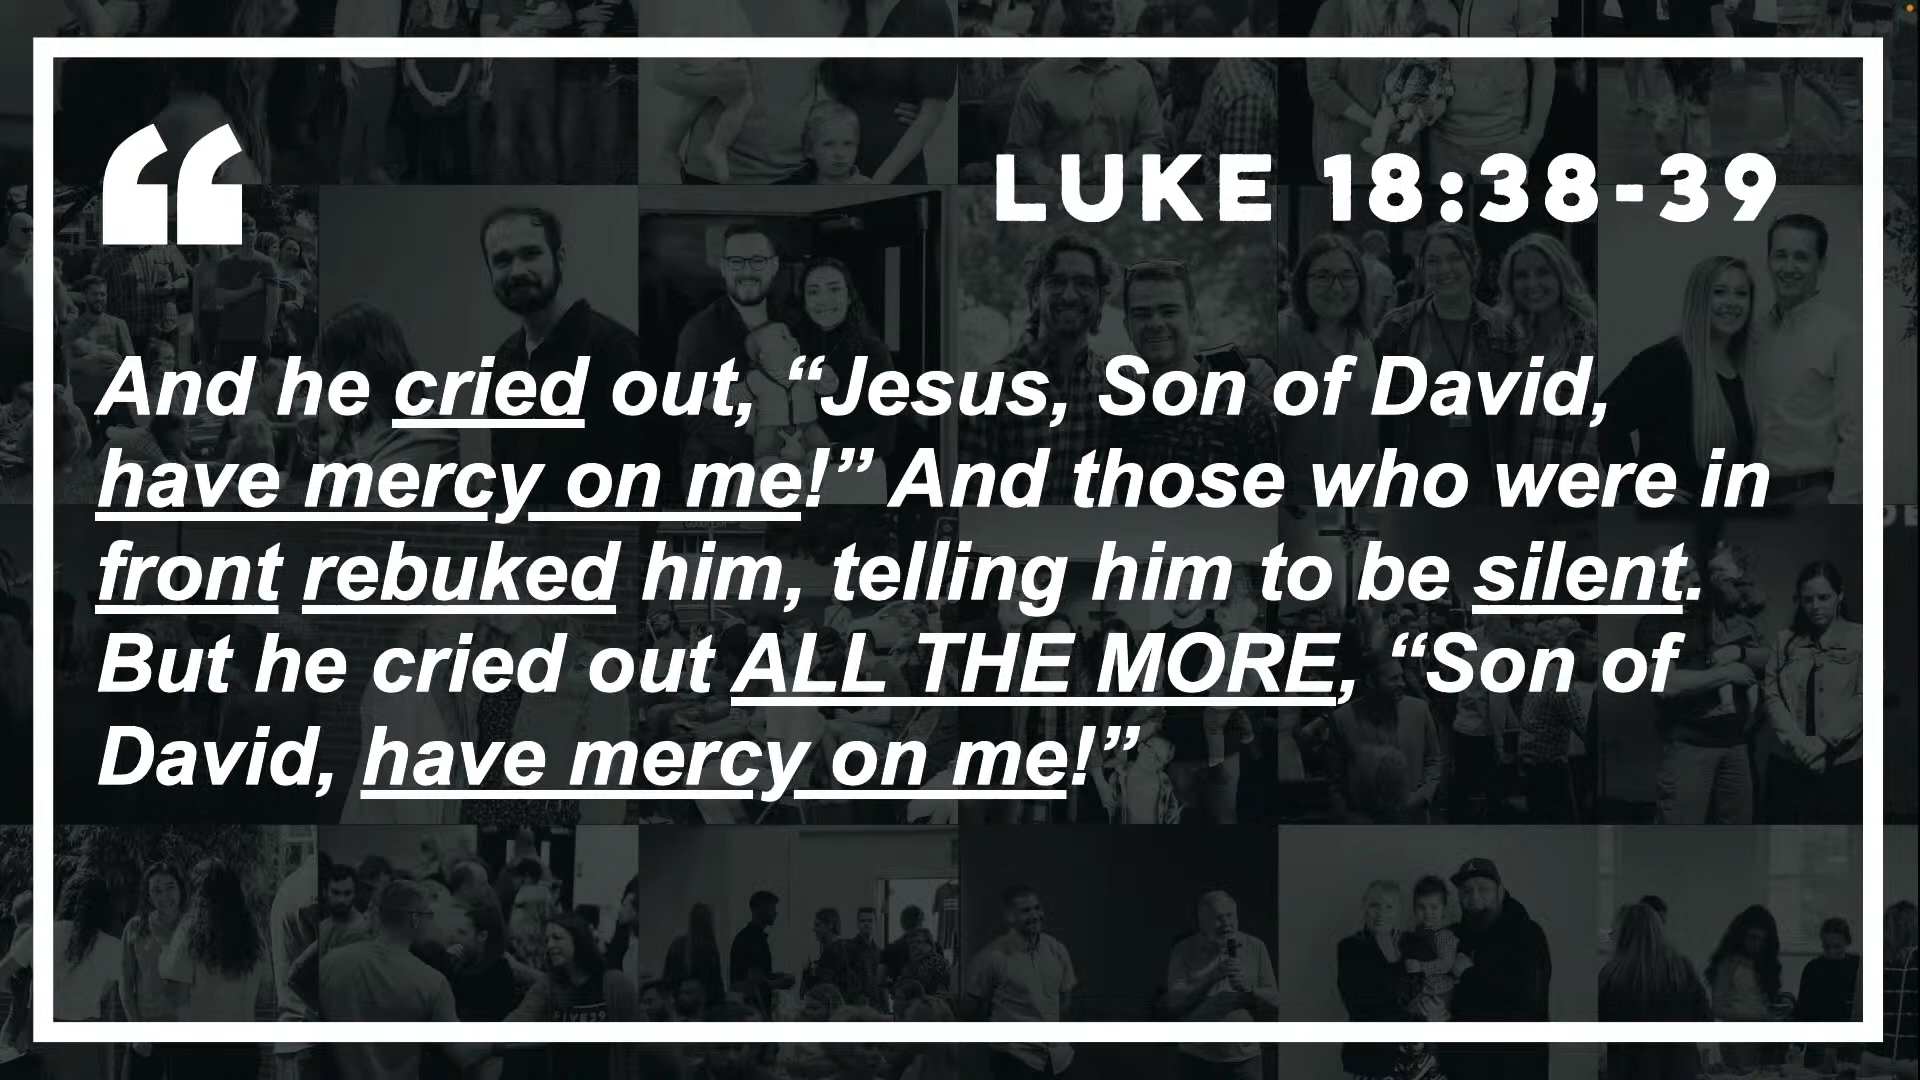 “
LUKE 18:38-39
And he cried out, “Jesus, Son of David,
have mercy on me!” And those who were in
front rebuked him, telling him to be silent.
But he cried out ALL THE MORE, “Son of
David, have mercy on me!”